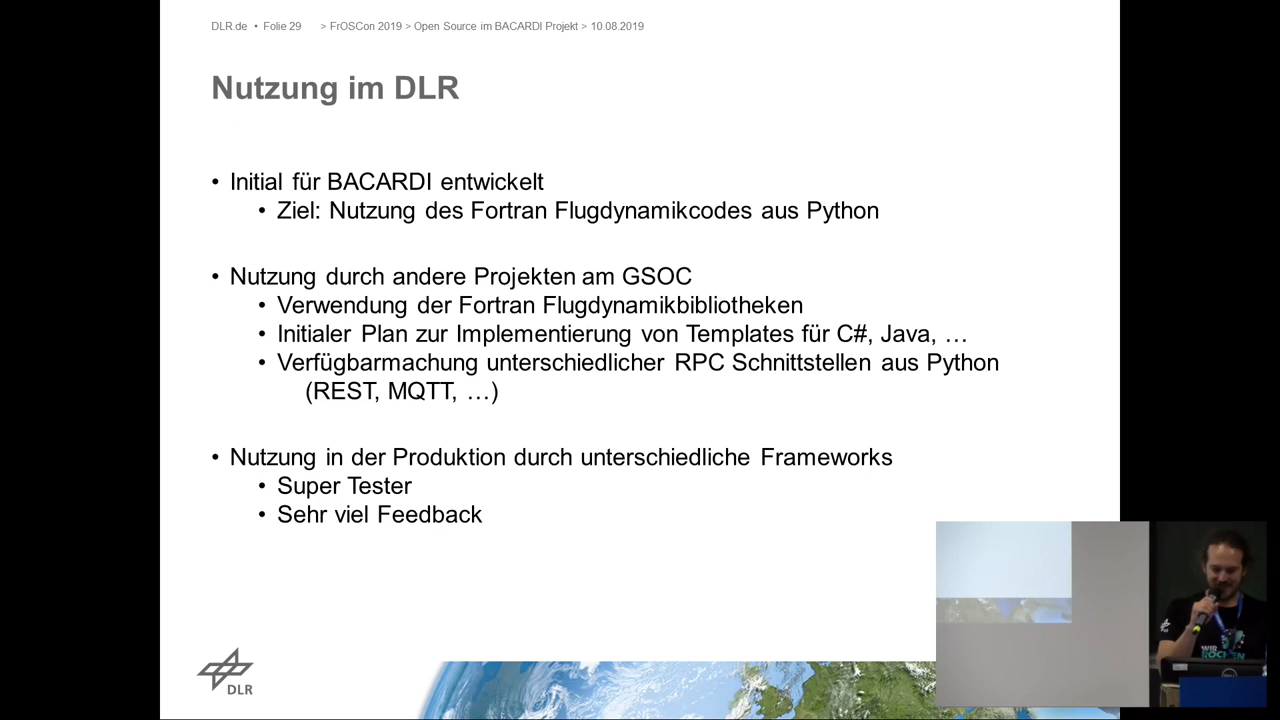 DLR.de • Folie 29 > FrOSCon 2019 > Open Source im BACARDI Projekt > 10.08.2019
Nutzung im DLR
• Initial für BACARDI entwickelt
• Ziel: Nutzung des Fortran Flugdynamikcodes aus Python
• Nutzung durch andere Projekten am GSOC
• Verwendung der Fortran Flugdynamikbibliotheken
• Initialer Plan zur Implementierung von Templates für C#, Java, …
• Verfügbarmachung unterschiedlicher RPC Schnittstellen aus Python
(REST, MQTT, …)
• Nutzung in der Produktion durch unterschiedliche Frameworks
• Super Tester
• Sehr viel Feedback
WIR
ROCKEN
DELL
DLR